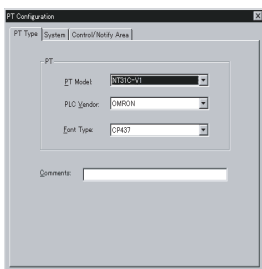 PT Configuration
PT Type System Control/Notify Area
PT
PT Model: NT31C-V1
PLC Vendor: OMRON
Font Type: CP437
Comments: